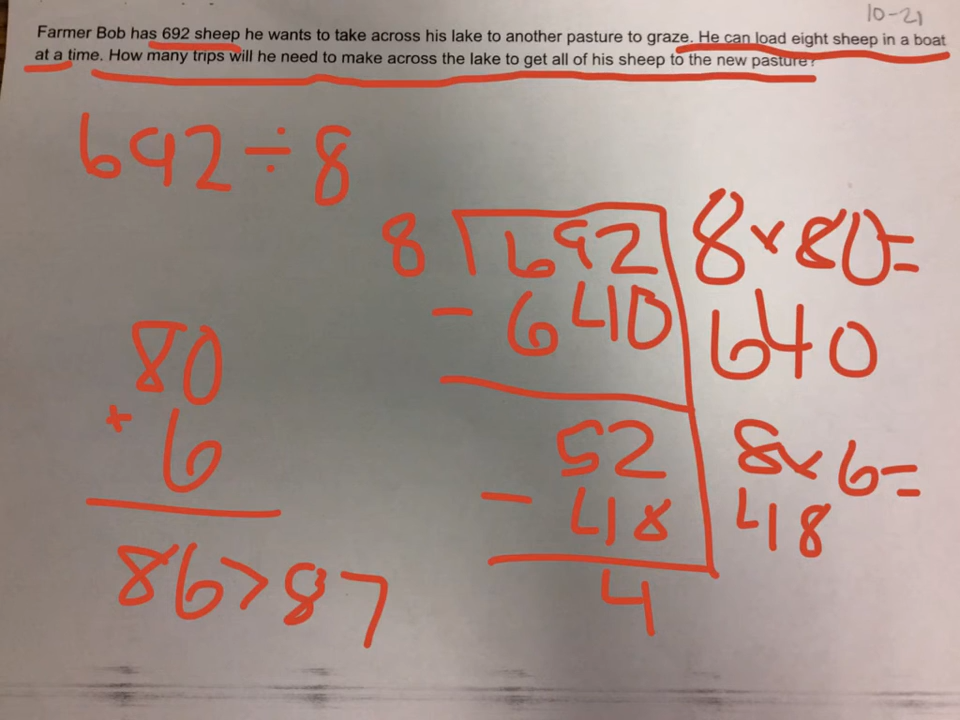 10-21
Farmer Bob has 692 sheep he wants to take across his lake to another pasture to graze. He can load eight sheep in a boat
at a time. How many trips will he need to make across the lake to get all of his sheep to the new pasture?
692 ÷ 8
8 692
- 640
52
- 48
4
8 x 80 =
640
8 x 6 =
48
80
+ 6
86 > 87